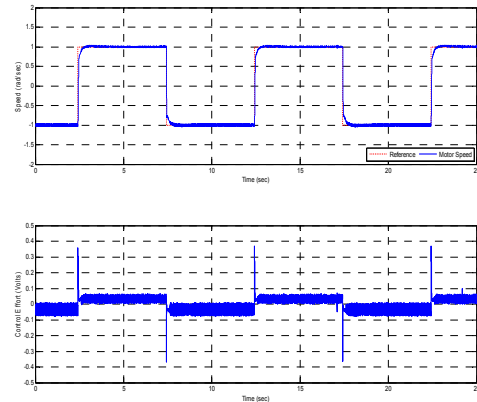 2
1.5
1
0.5
0
-0.5
-1
-1.5
-2
Speed (rad/sec)
0 5 10 15 20 2
Time (sec)
Reference Motor Speed
0.5
0.4
0.3
0.2
0.1
0
-0.1
-0.2
-0.3
-0.4
-0.5
Control Effort (Volts)
0 5 10 15 20 2
Time (sec)